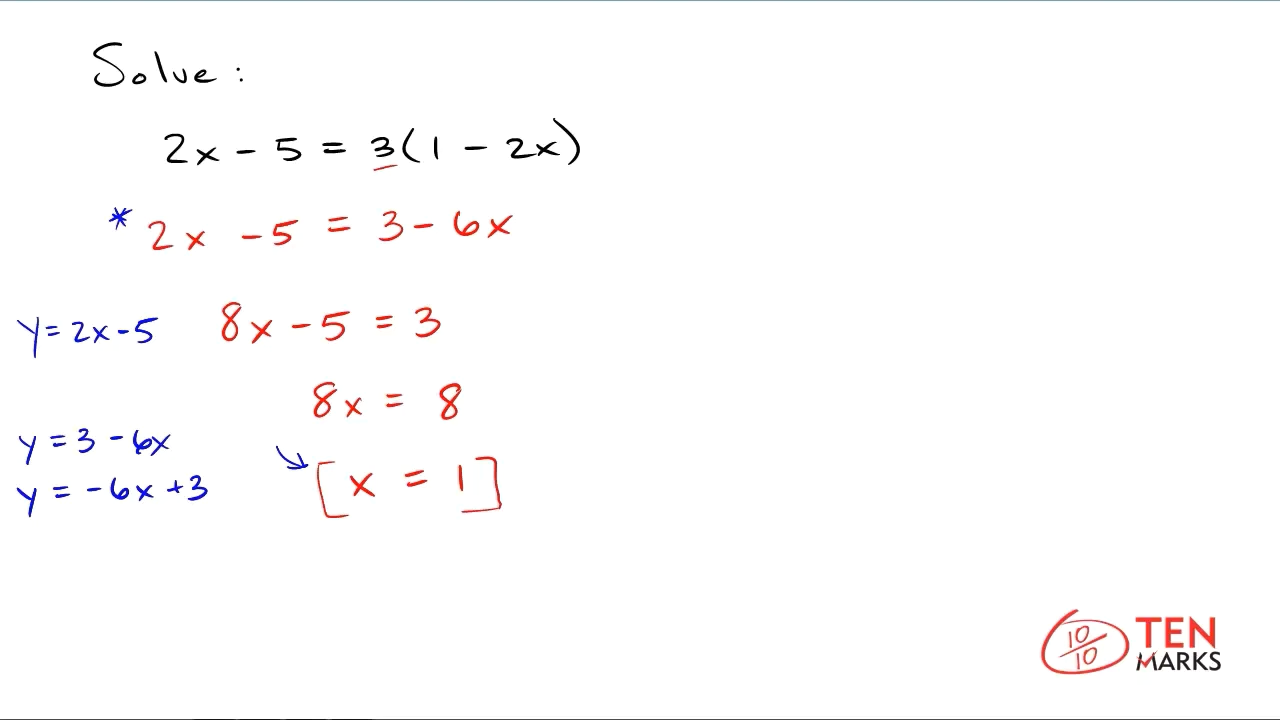 Solve:
2x - 5 = 3(1 - 2x)
* 2x - 5 = 3 - 6x
y = 2x - 5
8x - 5 = 3
8x = 8
y = 3 - 6x
y = -6x + 3
[x = 1]
10/10 TEN
MARKS